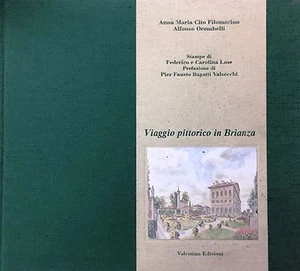 Anna Maria Cito Filomarino
Alfonso Orombelli
Stampe di
Federico e Carolina Lose
Prefazione di
Pier Fausto Bagatti Valsecchi
Viaggio pittorico in Brianza
Valentina Edizioni